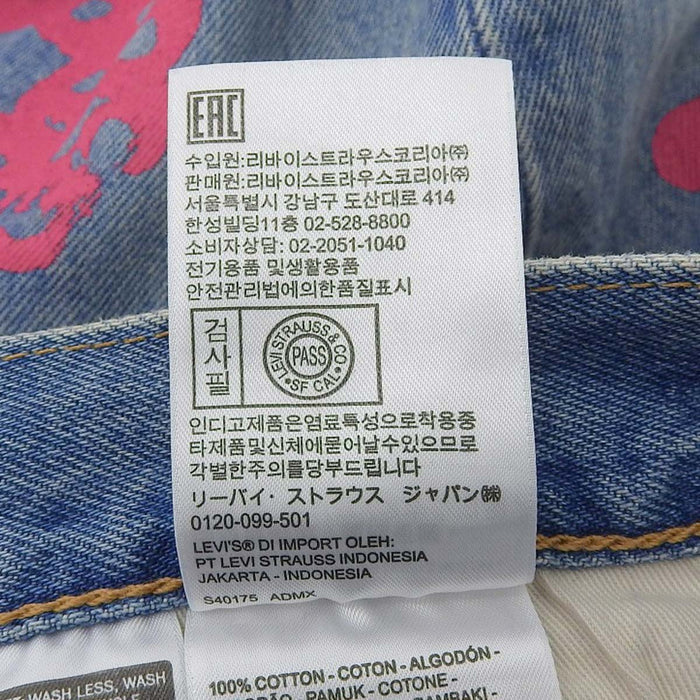 EAC
수입원:리바이스트라우스코리아㈜
판매원:리바이스트라우스코리아㈜
서울특별시 강남구 도산대로 414
한성빌딩11층 02-528-8800
소비자상담: 02-2051-1040
전기용품 및생활용품
안전관리법에의한품질표시
검사필
LEVI STRAUSS & CO
PASS
SF CAL
인디고제품은염료특성으로착용중
타제품및신체에묻어날수있으므로
각별한주의를당부드립니다
リーバイ・ストラウス ジャパン㈱
0120-099-501
LEVI'S® DI IMPORT OLEH:
PT LEVI STRAUSS INDONESIA
JAKARTA - INDONESIA
S40175 ADMX
WASH LESS, WASH
100% COTTON - COTON - ALGODÓN -
PAMUK - COTONE -